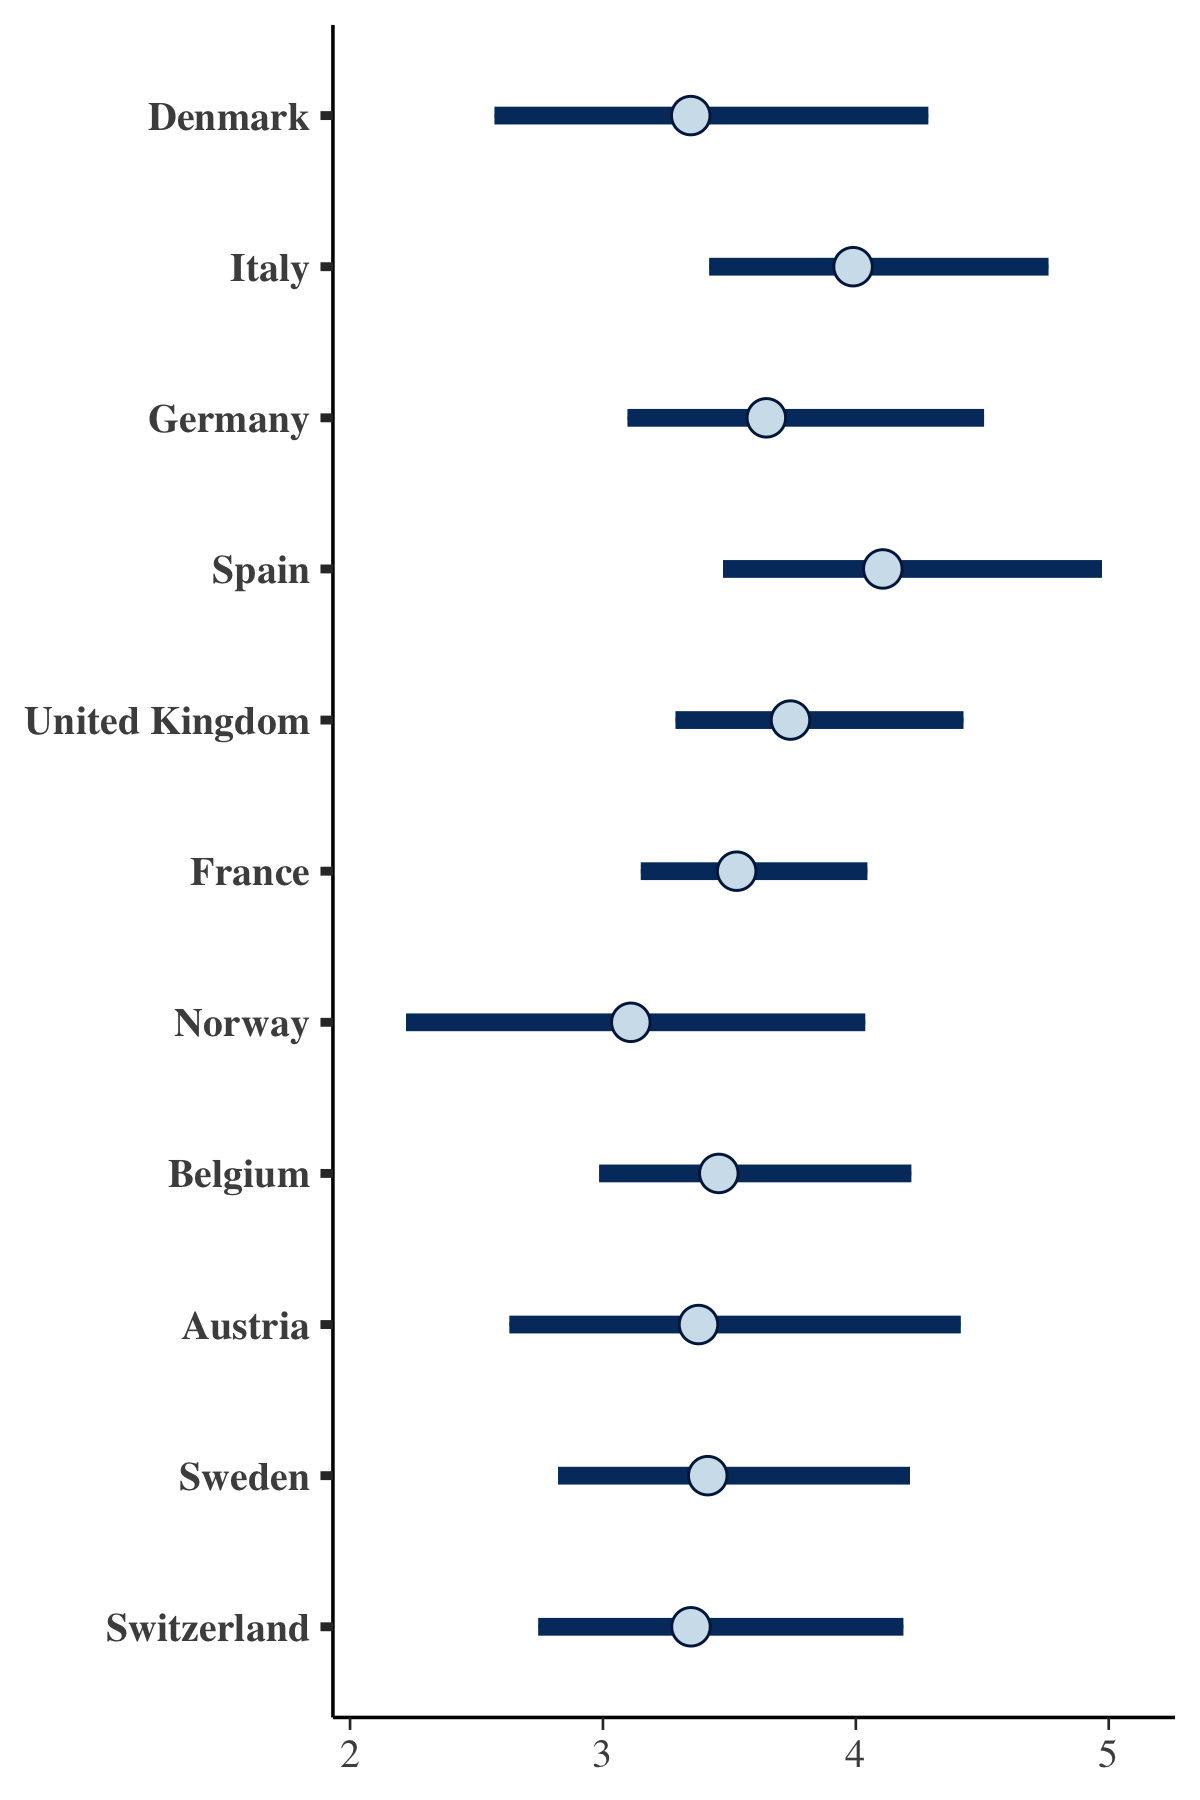 Denmark
Italy
Germany
Spain
United Kingdom
France
Norway
Belgium
Austria
Sweden
Switzerland
2 3 4 5